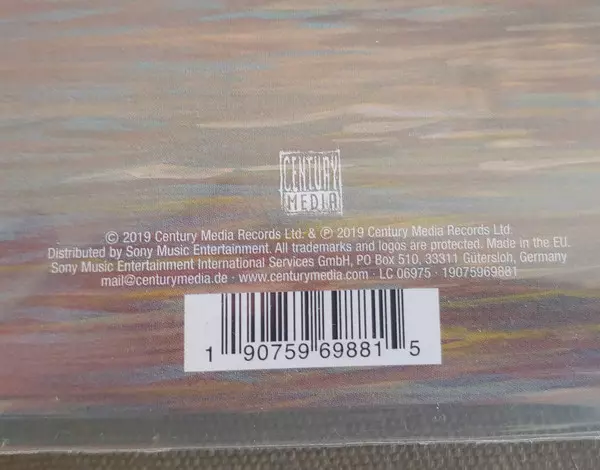 CENTURY
MEDIA
© 2019 Century Media Records Ltd. & ℗ 2019 Century Media Records Ltd.
Distributed by Sony Music Entertainment. All trademarks and logos are protected. Made in the EU.
Sony Music Entertainment International Services GmbH, PO Box 510, 33311 Gütersloh, Germany
mail@centurymedia.de · www.centurymedia.com · LC 06975 · 19075969881
1 90759 69881 5